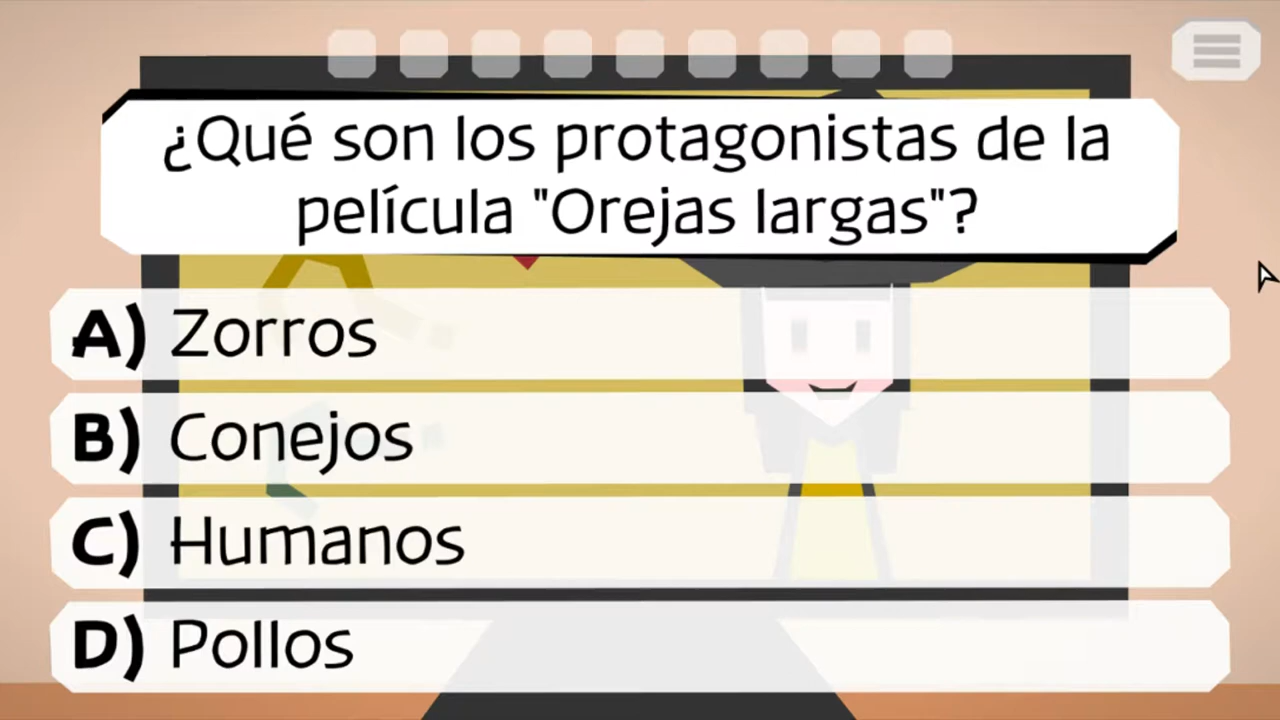 ¿Qué son los protagonistas de la
película "Orejas largas"?
A) Zorros
B) Conejos
C) Humanos
D) Pollos